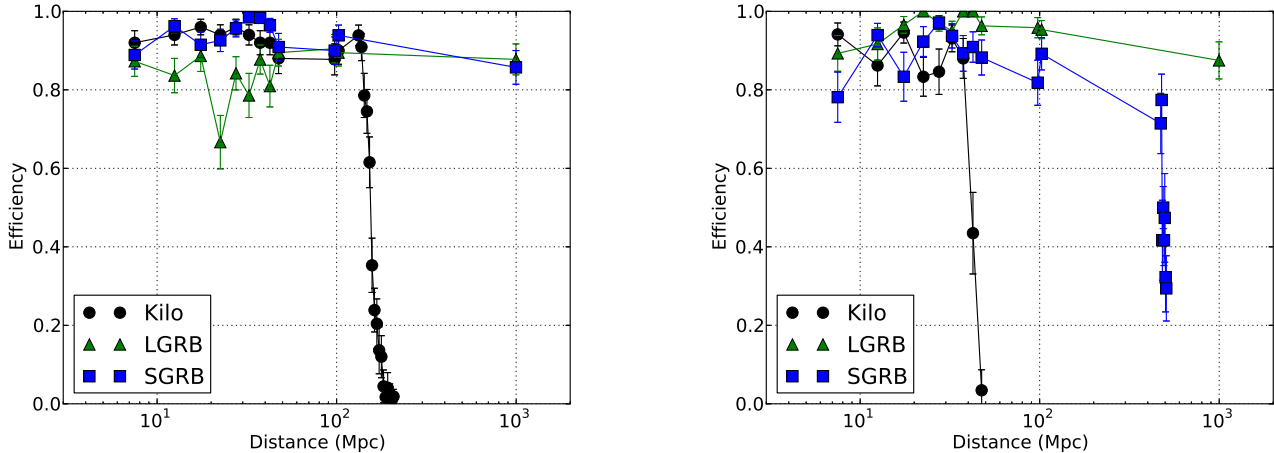 1.0
0.8
0.6
0.4
0.2
0.0
Efficiency
Kilo
LGRB
SGRB
10^1
10^2
10^3
Distance (Mpc)
1.0
0.8
0.6
0.4
0.2
0.0
Efficiency
Kilo
LGRB
SGRB
10^1
10^2
10^3
Distance (Mpc)